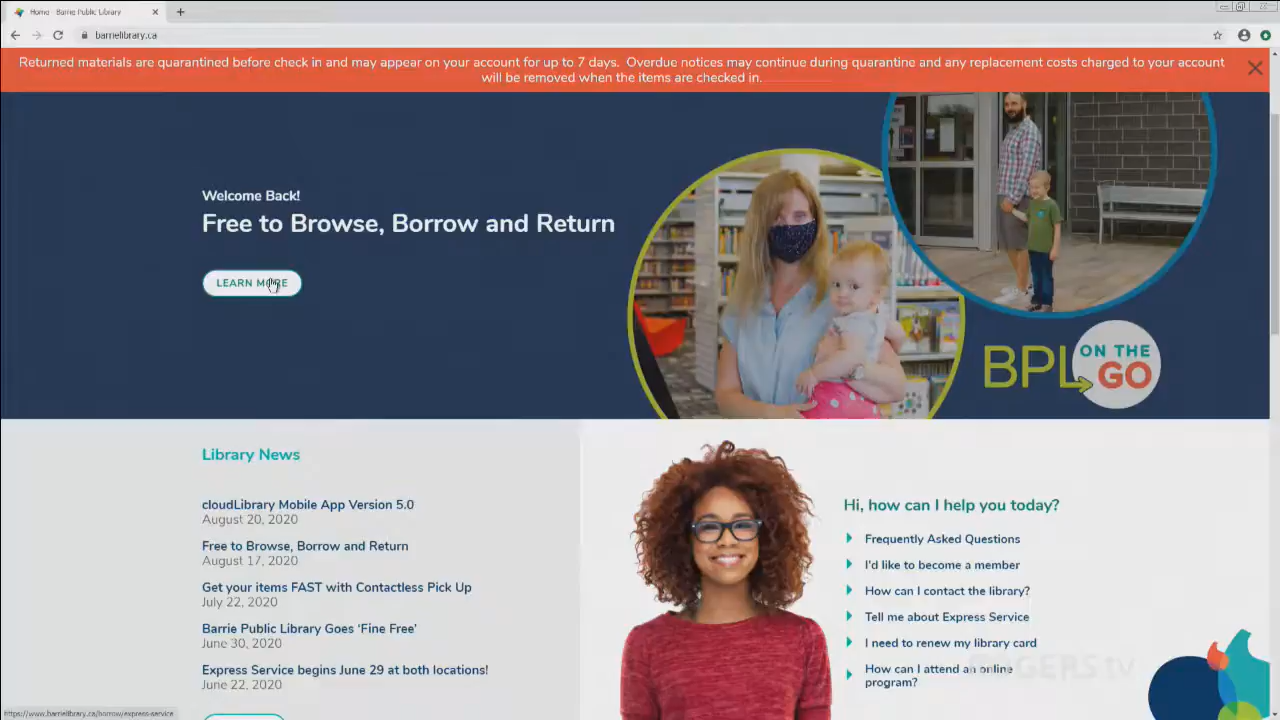 Home - Barrie Public Library
barrielibrary.ca
Returned materials are quarantined before check in and may appear on your account for up to 7 days. Overdue notices may continue during quarantine and any replacement costs charged to your account
will be removed when the items are checked in.
Welcome Back!
Free to Browse, Borrow and Return
LEARN MORE
BPL ON THE
GO
Library News
cloudLibrary Mobile App Version 5.0
August 20, 2020
Free to Browse, Borrow and Return
August 17, 2020
Get your items FAST with Contactless Pick Up
July 22, 2020
Barrie Public Library Goes ‘Fine Free’
June 30, 2020
Express Service begins June 29 at both locations!
June 22, 2020
Hi, how can I help you today?
Frequently Asked Questions
I'd like to become a member
How can I contact the library?
Tell me about Express Service
I need to renew my library card
How can I attend an online
program?
ROGERS tv
https://www.barrielibrary.ca/borrow/express-service